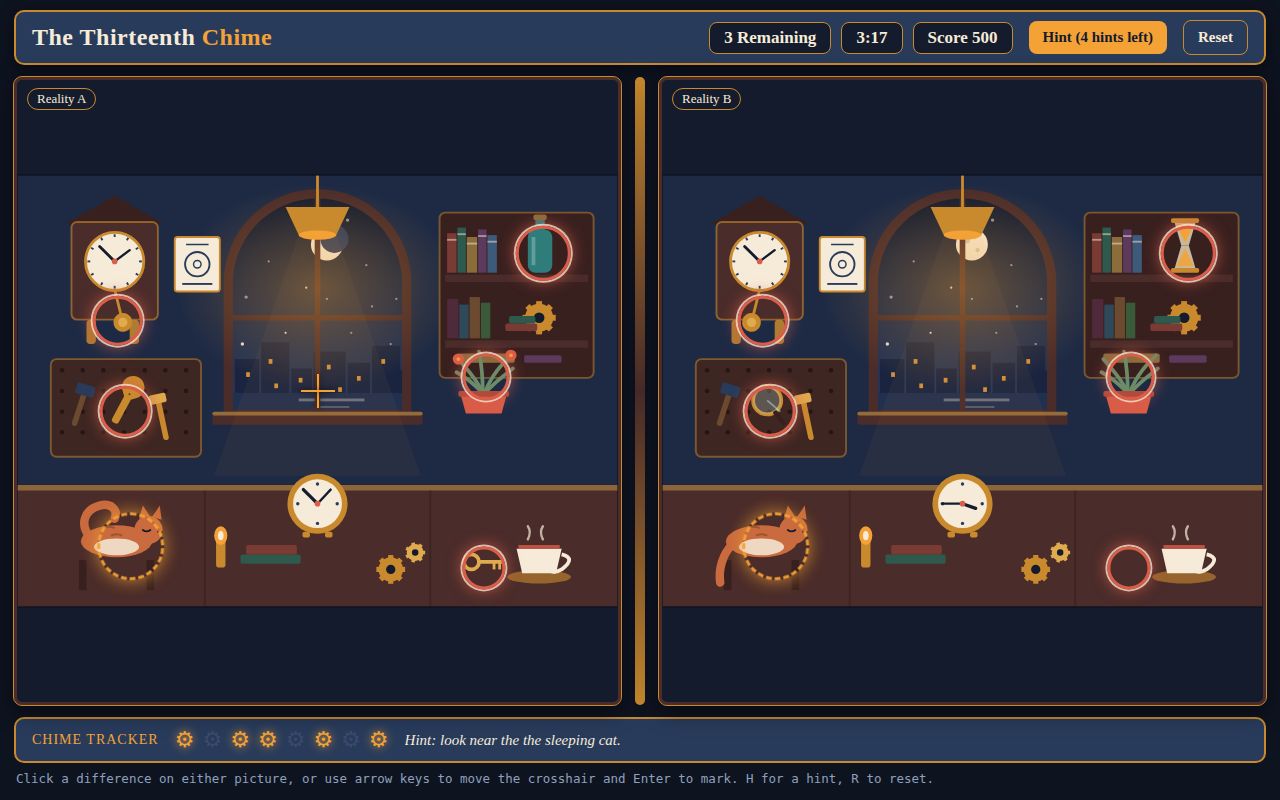 The Thirteenth Chime
3 Remaining
3:17
Score 500
Hint (4 hints left)
Reset
Reality A
Reality B
CHIME TRACKER
Hint: look near the the sleeping cat.
Click a difference on either picture, or use arrow keys to move the crosshair and Enter to mark. H for a hint, R to reset.